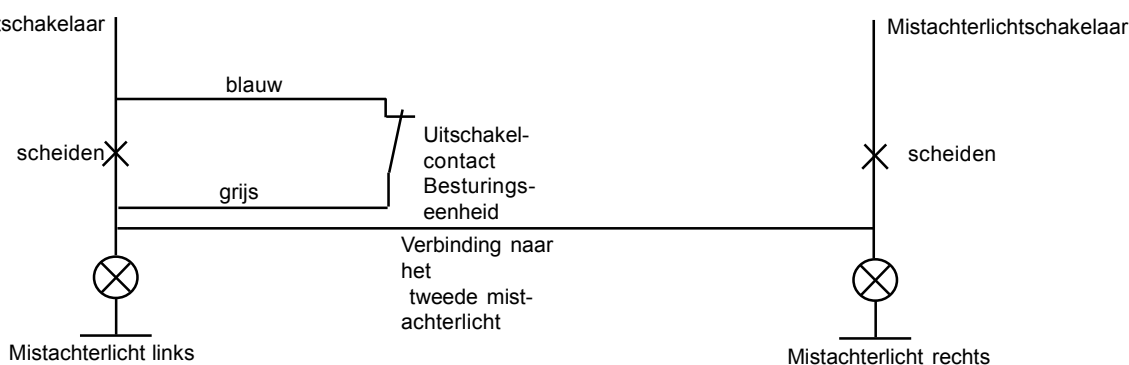 tschakelaar
Mistachterlichtschakelaar
blauw
scheiden
Uitschakel-
contact
Besturings-
eenheid
scheiden
grijs
Verbinding naar
het
tweede mist-
achterlicht
Mistachterlicht links
Mistachterlicht rechts